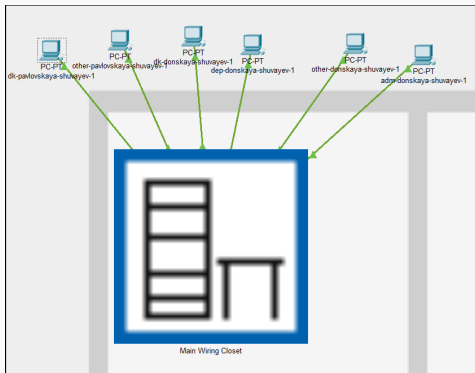 PC-PT
dk-pavlovskaya-shuvayev-1
PC-PT
other-pavlovskaya-shuvayev-1
PC-PT
dk-donskaya-shuvayev-1
PC-PT
dep-donskaya-shuvayev-1
PC-PT
other-donskaya-shuvayev-1
PC-PT
adm-donskaya-shuvayev-1
Main Wiring Closet